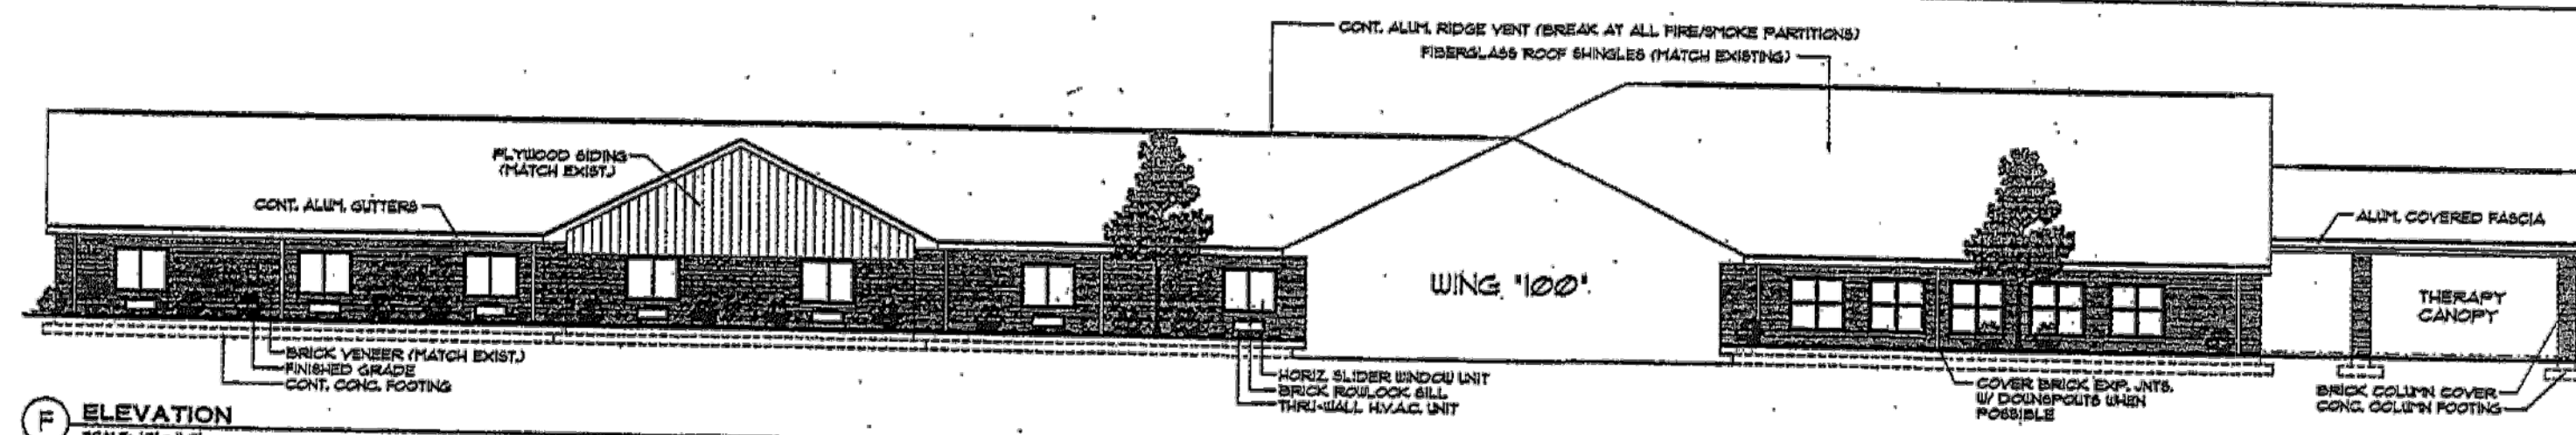 CONT. ALUM. RIDGE VENT (BREAK AT ALL FIRE/SMOKE PARTITIONS)
FIBERGLASS ROOF SHINGLES (MATCH EXISTING)
PLYWOOD SIDING
(MATCH EXIST.)
CONT. ALUM. GUTTERS
ALUM. COVERED FASCIA
WING "100"
THERAPY
CANOPY
BRICK VENEER (MATCH EXIST.)
FINISHED GRADE
CONT. CONC. FOOTING
HORIZ. SLIDER WINDOW UNIT
BRICK ROWLOCK SILL
THRU-WALL H.V.A.C. UNIT
COVER BRICK EXP. JNTS.
W/ DOWNSPOUTS WHEN
POSSIBLE
BRICK COLUMN COVER
CONC. COLUMN FOOTING
F ELEVATION